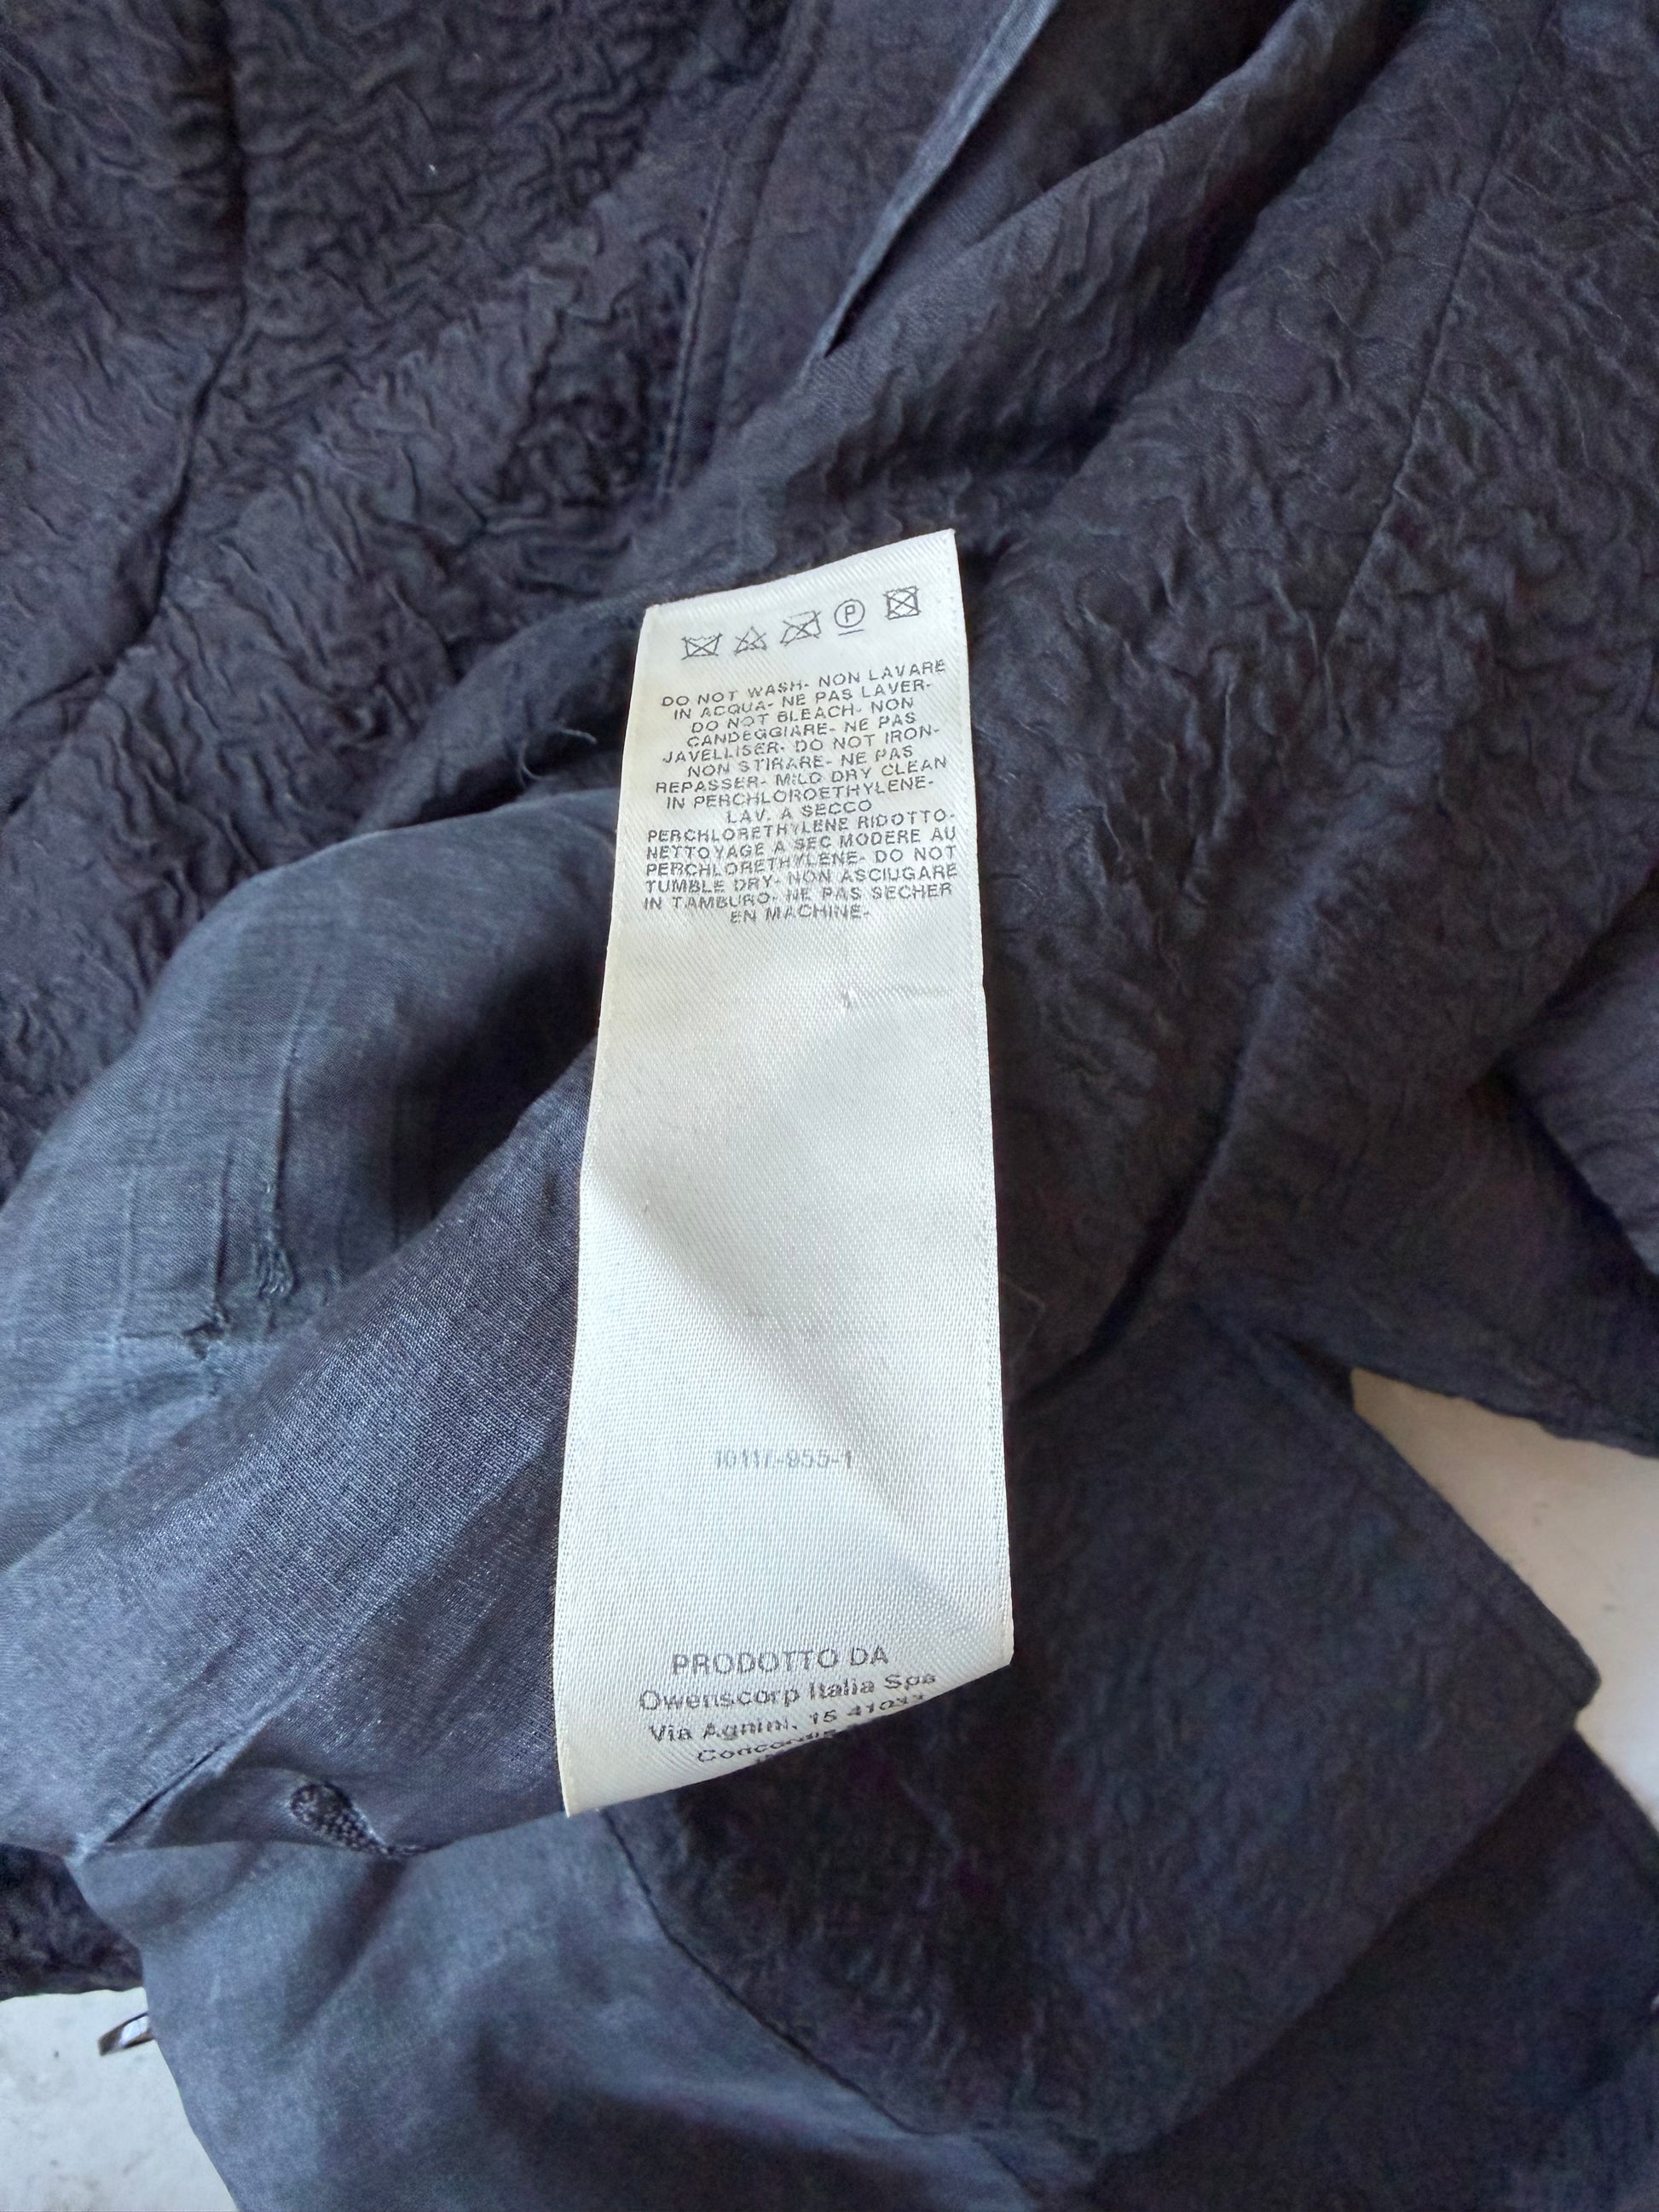 P
DO NOT WASH- NON LAVARE
IN ACQUA- NE PAS LAVER-
DO NOT BLEACH- NON
CANDEGGIARE- NE PAS
JAVELLISER- DO NOT IRON-
NON STIRARE- NE PAS
REPASSER- MILD DRY CLEAN
IN PERCHLOROETHYLENE-
LAV. A SECCO
PERCHLORETHYLENE RIDOTTO-
NETTOYAGE A SEC MODERE AU
PERCHLORETHYLENE- DO NOT
TUMBLE DRY- NON ASCIUGARE
IN TAMBURO- NE PAS SECHER
EN MACHINE-
PRODOTTO DA
Owenscorp Italia Spa
Via Agnini, 15